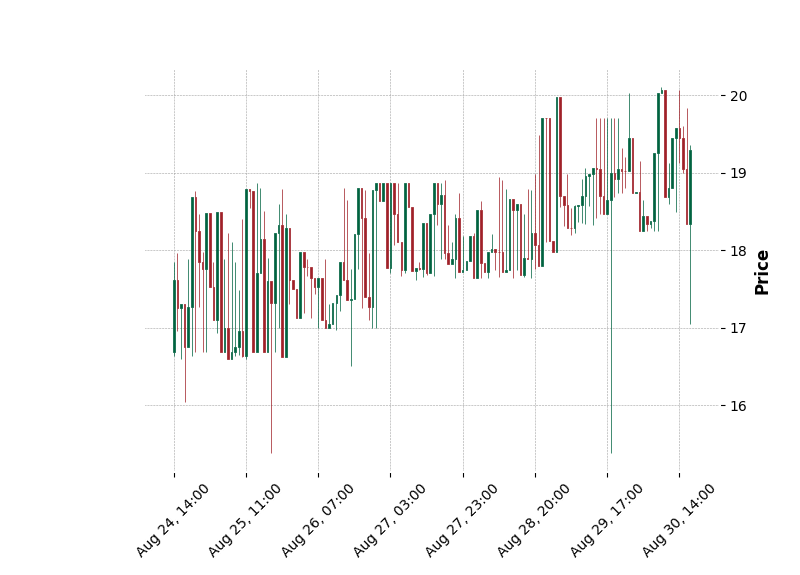 20
19
18
17
16
Price
Aug 24, 14:00
Aug 25, 11:00
Aug 26, 07:00
Aug 27, 03:00
Aug 27, 23:00
Aug 28, 20:00
Aug 29, 17:00
Aug 30, 14:00